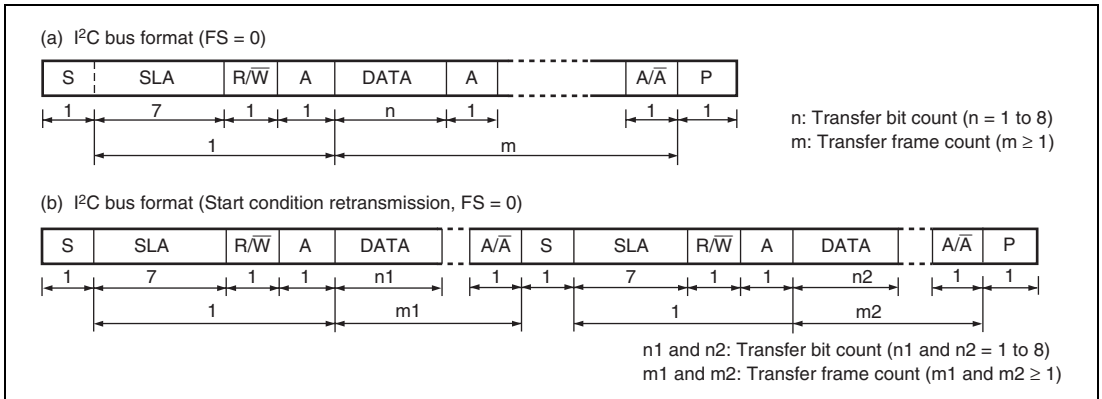 (a) I²C bus format (FS = 0)
S SLA R/W̅ A DATA A A/A̅ P
1 7 1 1 n 1 1 1
1 m
n: Transfer bit count (n = 1 to 8)
m: Transfer frame count (m ≥ 1)
(b) I²C bus format (Start condition retransmission, FS = 0)
S SLA R/W̅ A DATA A/A̅ S SLA R/W̅ A DATA A/A̅ P
1 7 1 1 n1 1 1 7 1 1 n2 1 1
1 m1 1 m2
n1 and n2: Transfer bit count (n1 and n2 = 1 to 8)
m1 and m2: Transfer frame count (m1 and m2 ≥ 1)